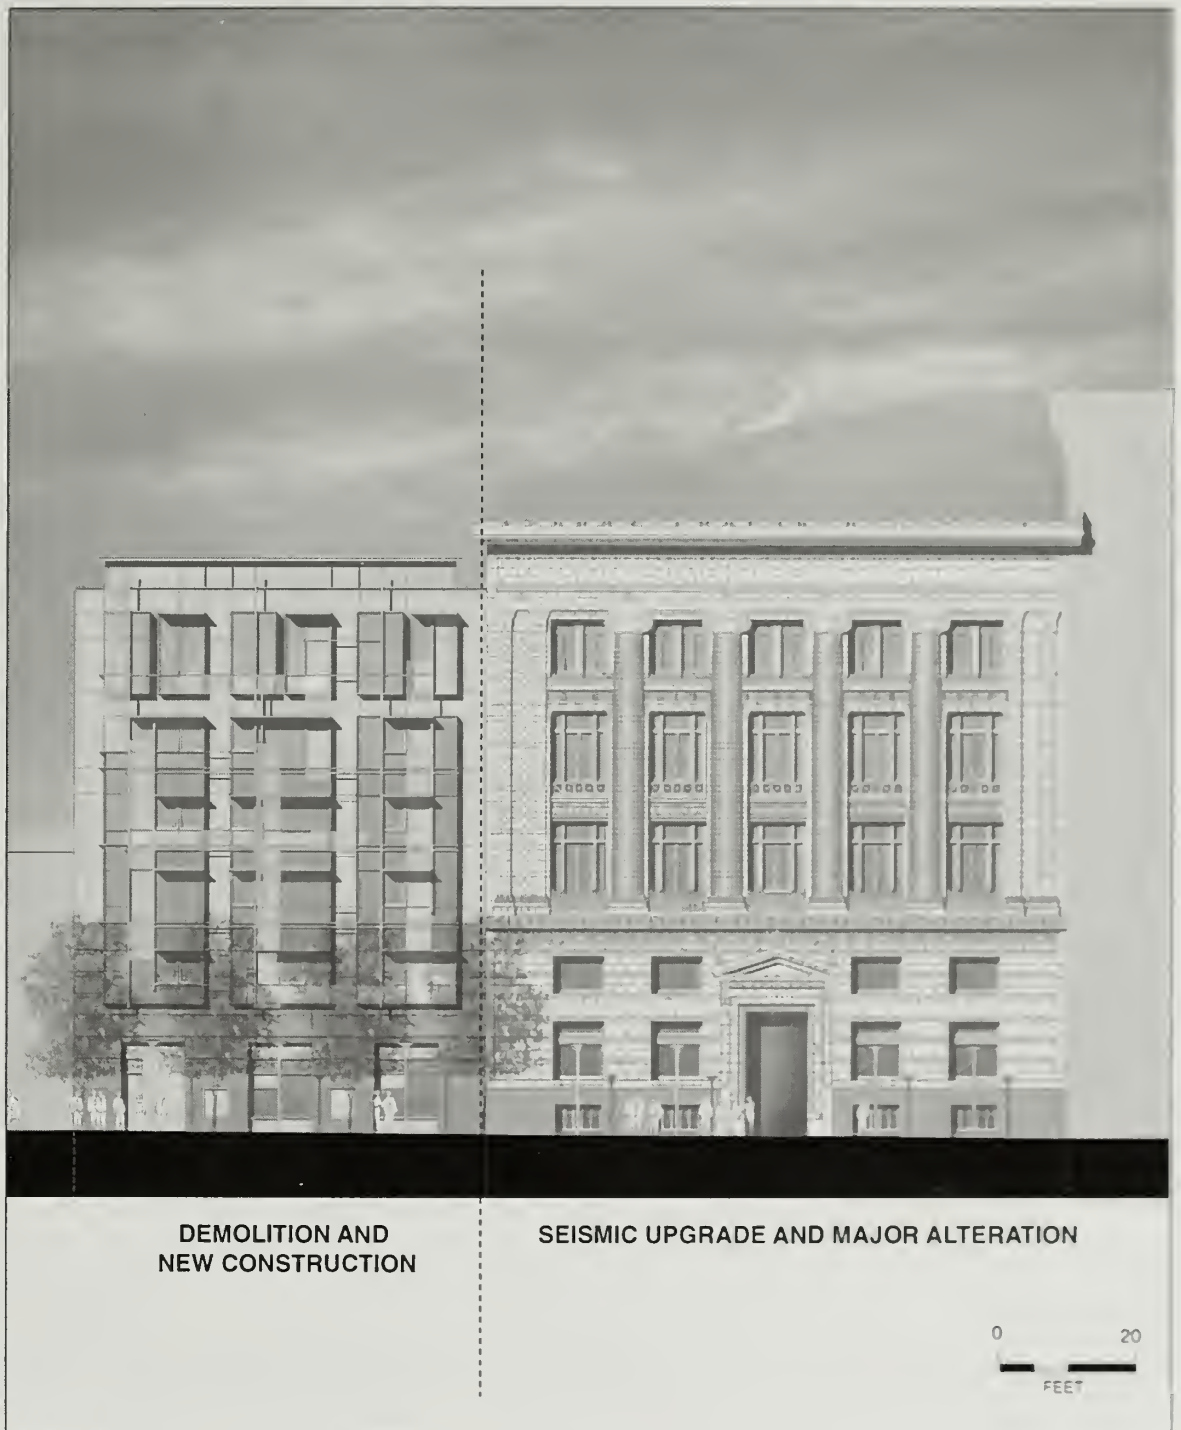 DEMOLITION AND
NEW CONSTRUCTION
SEISMIC UPGRADE AND MAJOR ALTERATION
0 20
FEET